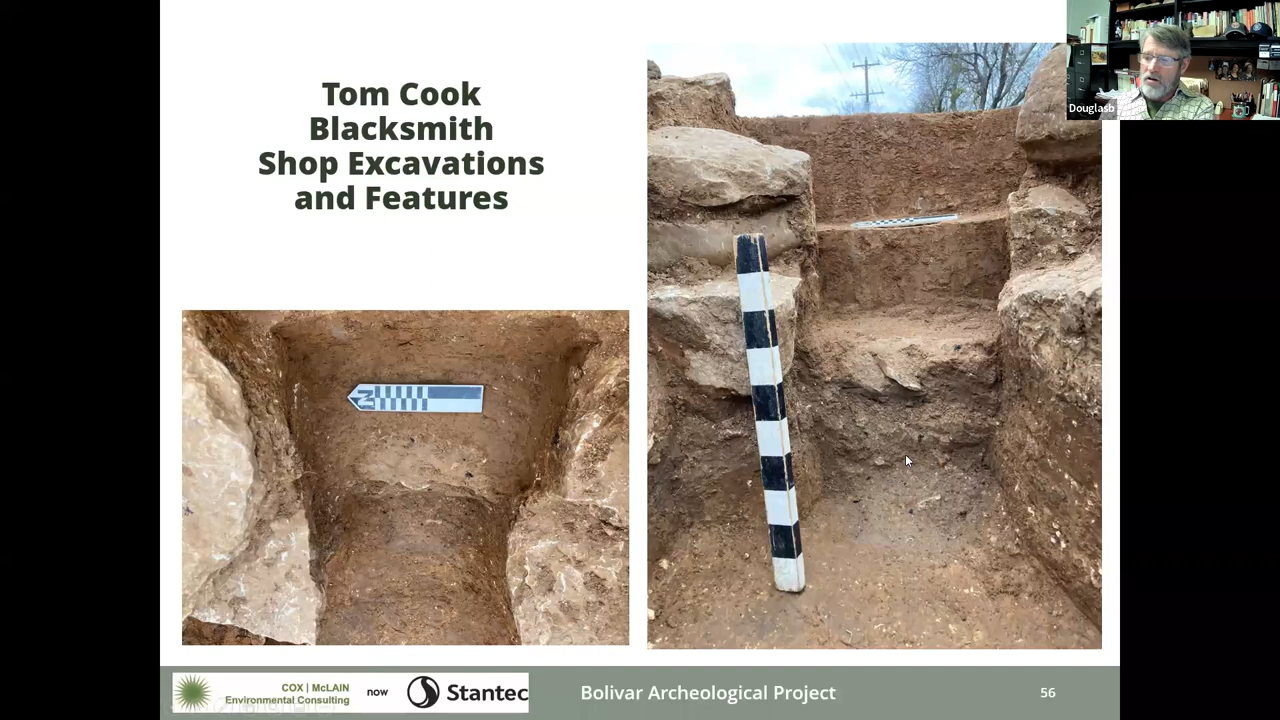 Tom Cook
Blacksmith
Shop Excavations
and Features
Douglasb
N
COX | McLAIN
Environmental Consulting
now
Stantec
Bolivar Archeological Project
56